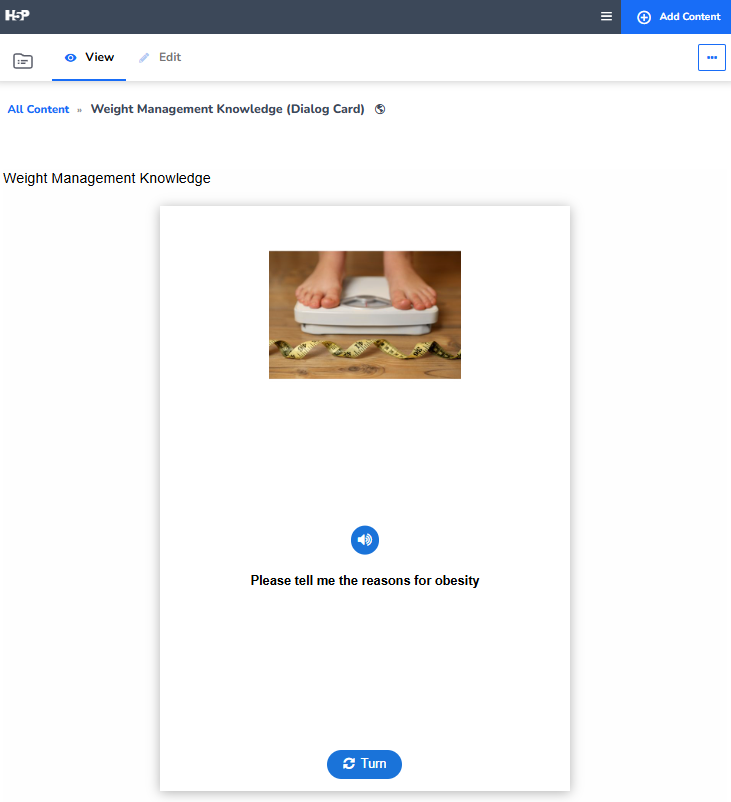 H5P
Add Content
View
Edit
All Content » Weight Management Knowledge (Dialog Card)
Weight Management Knowledge
Please tell me the reasons for obesity
Turn